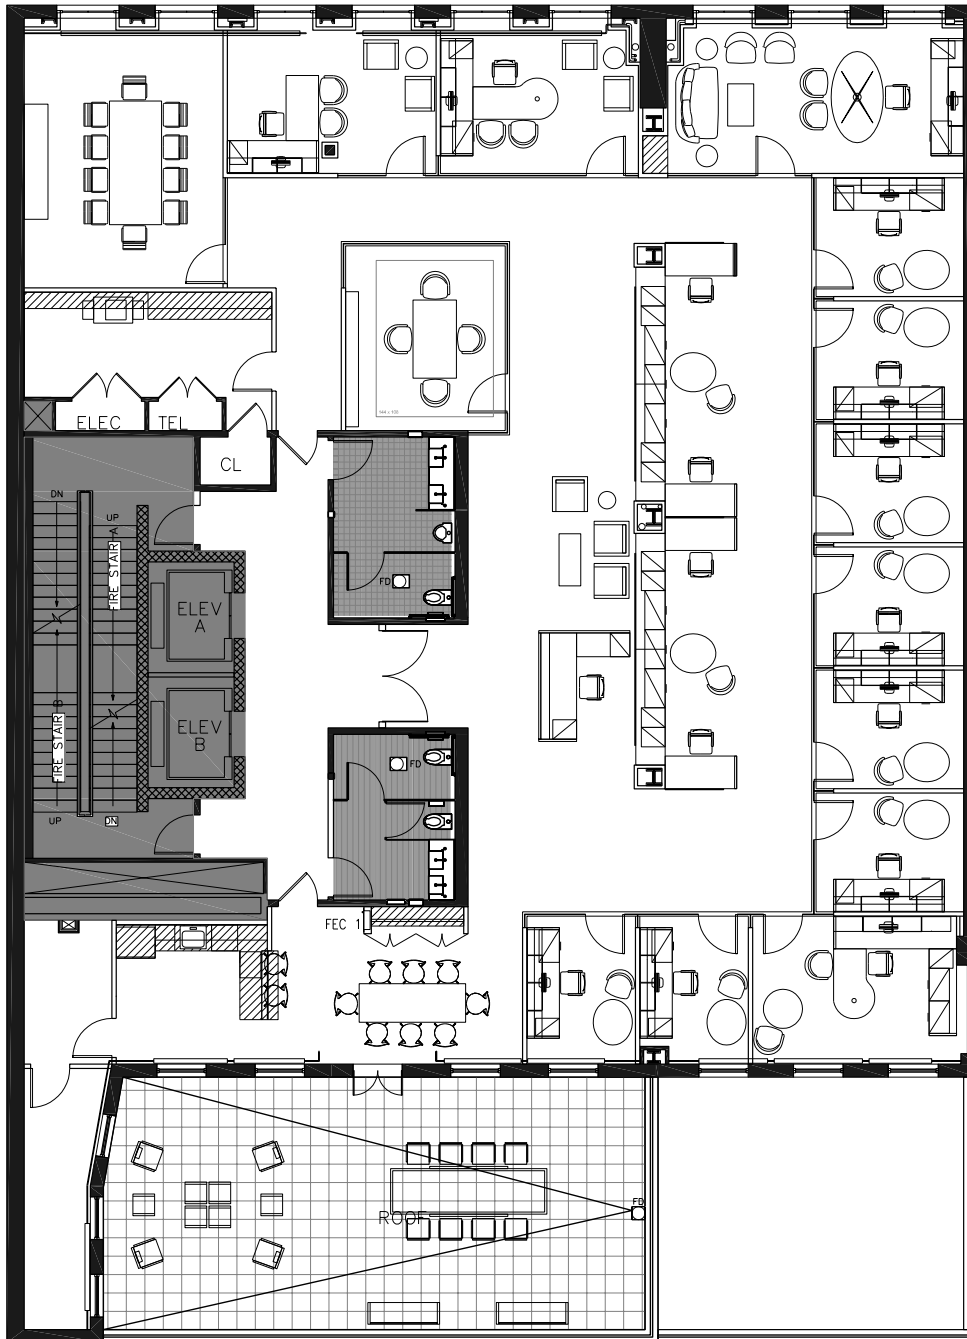 ELEC
TEL
CL
DN
UP
FIRE STAIR A
ELEV
A
FD
ELEV
B
FIRE STAIR B
FD
UP
DN
FEC 1
FD
ROOF